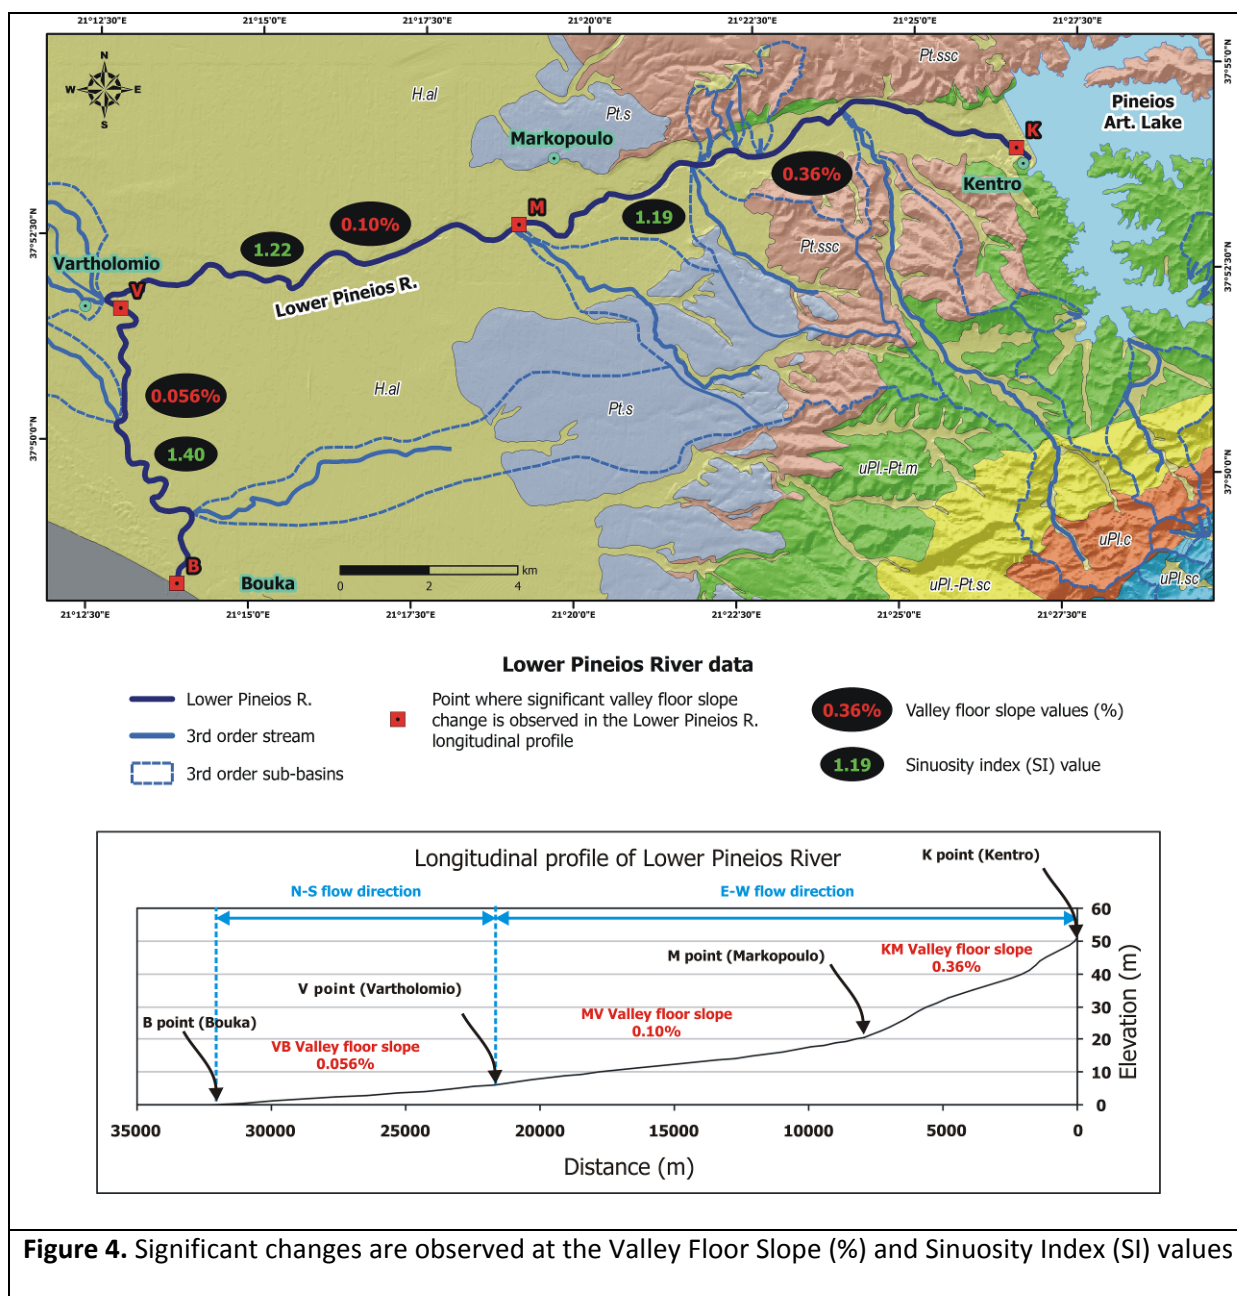 21°12'30"E 21°15'0"E 21°17'30"E 21°20'0"E 21°22'30"E 21°25'0"E 21°27'30"E
N
W E
S
H.al
Pt.s
Pt.ssc
37°55'0"N
Pineios
Art. Lake
Markopoulo
K
Kentro
0.36%
M
1.19
0.10%
37°52'30"N
1.22
Pt.ssc
37°52'30"N
Vartholomio
V
Lower Pineios R.
0.056%
H.al
Pt.s
37°50'0"N
1.40
uPl.-Pt.m
37°50'0"N
uPl.c
B
Bouka
km
0 2 4
uPl.-Pt.sc
uPl.sc
21°12'30"E 21°15'0"E 21°17'30"E 21°20'0"E 21°22'30"E 21°25'0"E 21°27'30"E
Lower Pineios River data
Lower Pineios R.
3rd order stream
3rd order sub-basins
Point where significant valley floor slope
change is observed in the Lower Pineios R.
longitudinal profile
0.36% Valley floor slope values (%)
1.19 Sinuosity index (SI) value
Longitudinal profile of Lower Pineios River
K point (Kentro)
N-S flow direction
E-W flow direction
M point (Markopoulo)
KM Valley floor slope
0.36%
V point (Vartholomio)
B point (Bouka)
MV Valley floor slope
0.10%
VB Valley floor slope
0.056%
60
50
40
30
20
10
0
Elevation (m)
35000 30000 25000 20000 15000 10000 5000 0
Distance (m)
Figure 4. Significant changes are observed at the Valley Floor Slope (%) and Sinuosity Index (SI) values